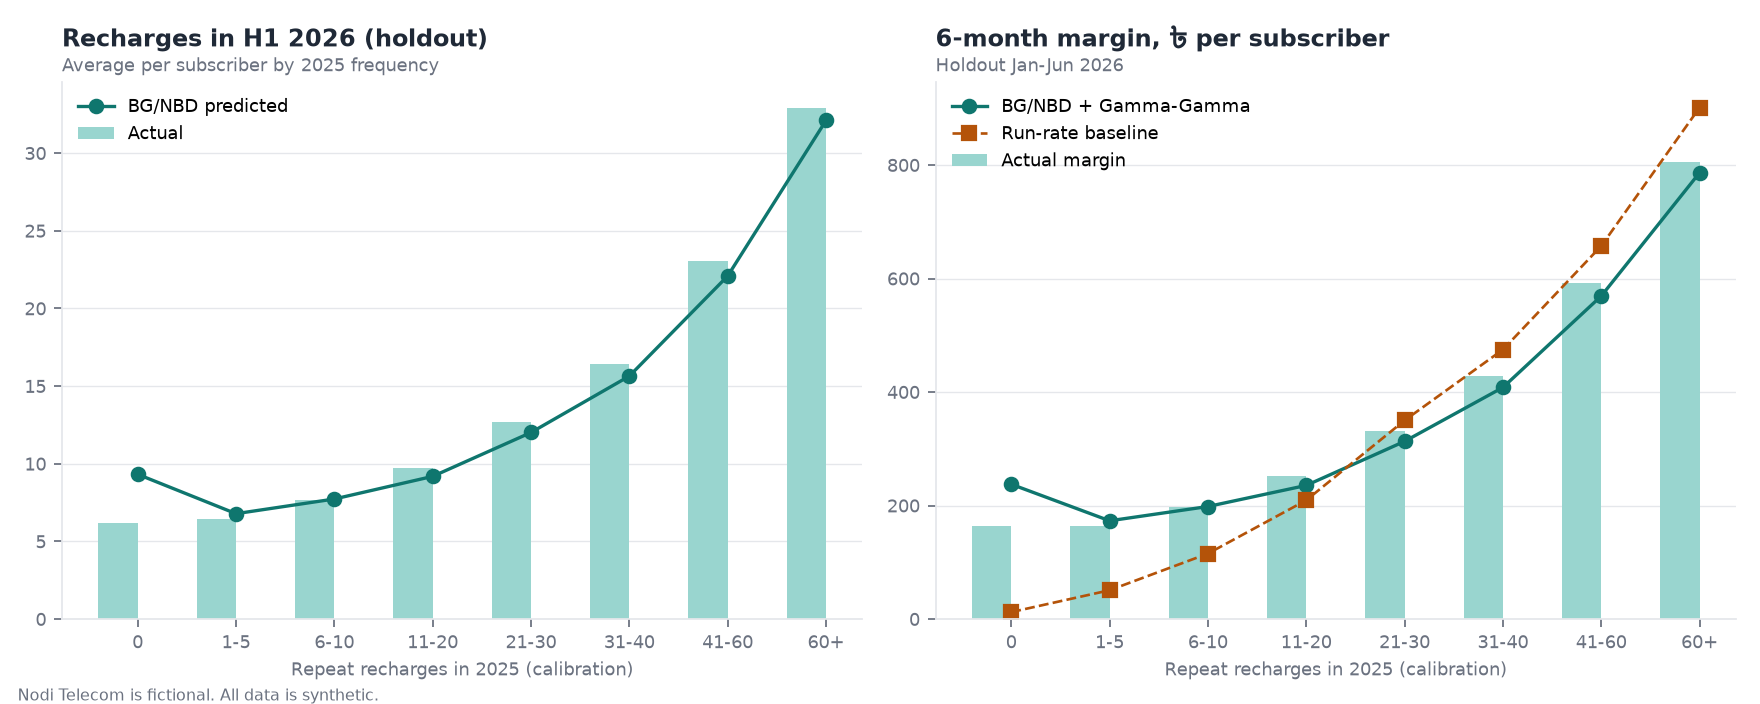 Recharges in H1 2026 (holdout)
Average per subscriber by 2025 frequency
BG/NBD predicted
Actual
30
25
20
15
10
5
0
0 1-5 6-10 11-20 21-30 31-40 41-60 60+
Repeat recharges in 2025 (calibration)
6-month margin, ৳ per subscriber
Holdout Jan-Jun 2026
BG/NBD + Gamma-Gamma
Run-rate baseline
Actual margin
800
600
400
200
0
0 1-5 6-10 11-20 21-30 31-40 41-60 60+
Repeat recharges in 2025 (calibration)
Nodi Telecom is fictional. All data is synthetic.